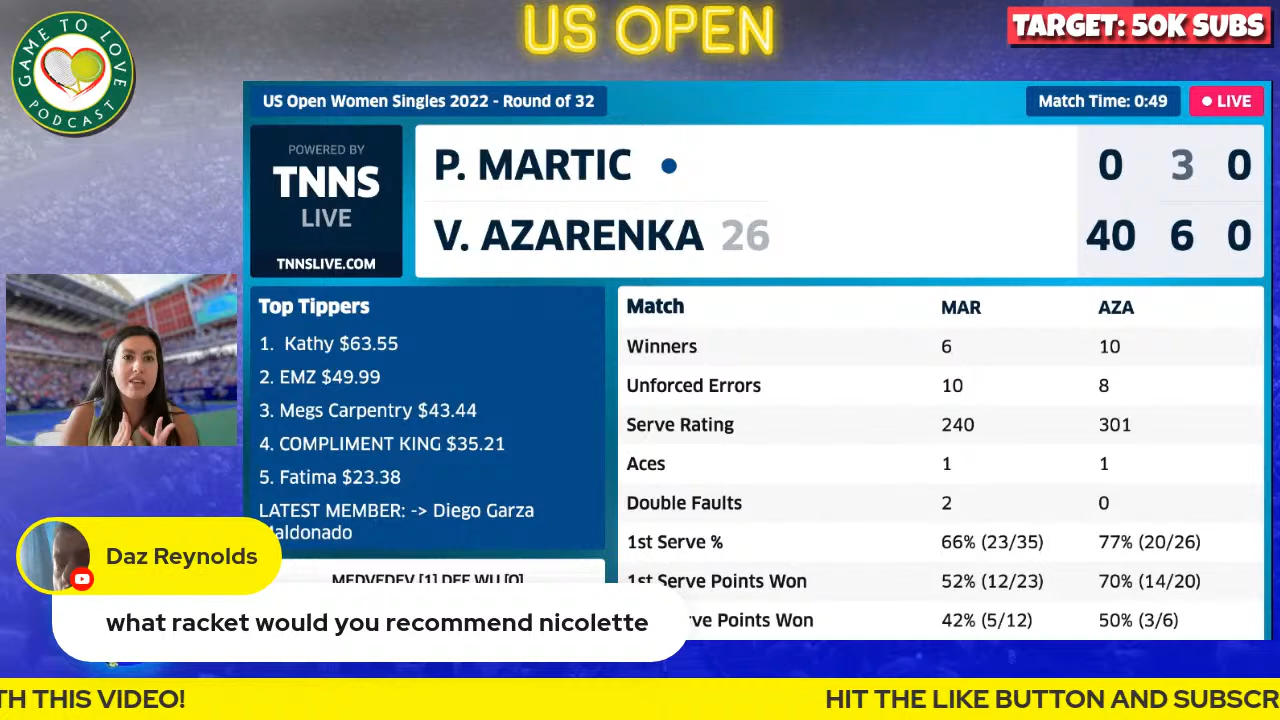 GAME TO LOVE
PODCAST
US OPEN
TARGET: 50K SUBS
US Open Women Singles 2022 - Round of 32
Match Time: 0:49
LIVE
POWERED BY
TNNS
LIVE
TNNSLIVE.COM
P. MARTIC 0 3 0
V. AZARENKA 26 40 6 0
Top Tippers
1. Kathy $63.55
2. EMZ $49.99
3. Megs Carpentry $43.44
4. COMPLIMENT KING $35.21
5. Fatima $23.38
LATEST MEMBER: -> Diego Garza
aldonado
MEDVEDEV [1] DEF WU [Q]
Match MAR AZA
Winners 6 10
Unforced Errors 10 8
Serve Rating 240 301
Aces 1 1
Double Faults 2 0
1st Serve % 66% (23/35) 77% (20/26)
1st Serve Points Won 52% (12/23) 70% (14/20)
rve Points Won 42% (5/12) 50% (3/6)
Daz Reynolds
what racket would you recommend nicolette
TH THIS VIDEO! HIT THE LIKE BUTTON AND SUBSCR